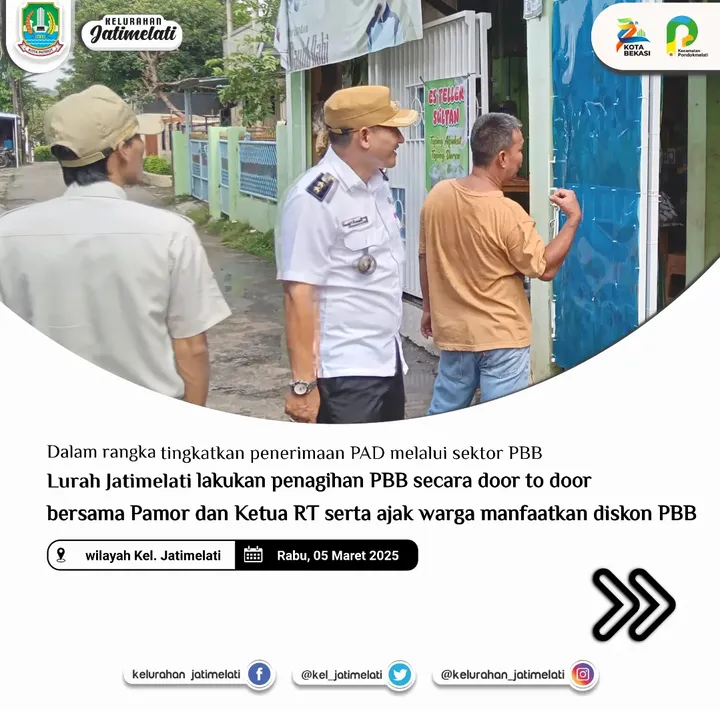 KELURAHAN
Jatimelati
KOTA
BEKASI
Kecamatan
Pondokmelati
ES TELLER
SULTAN
Dalam rangka tingkatkan penerimaan PAD melalui sektor PBB
Lurah Jatimelati lakukan penagihan PBB secara door to door
bersama Pamor dan Ketua RT serta ajak warga manfaatkan diskon PBB
wilayah Kel. Jatimelati
Rabu, 05 Maret 2025
kelurahan jatimelati
@kel_jatimelati
@kelurahan_jatimelati